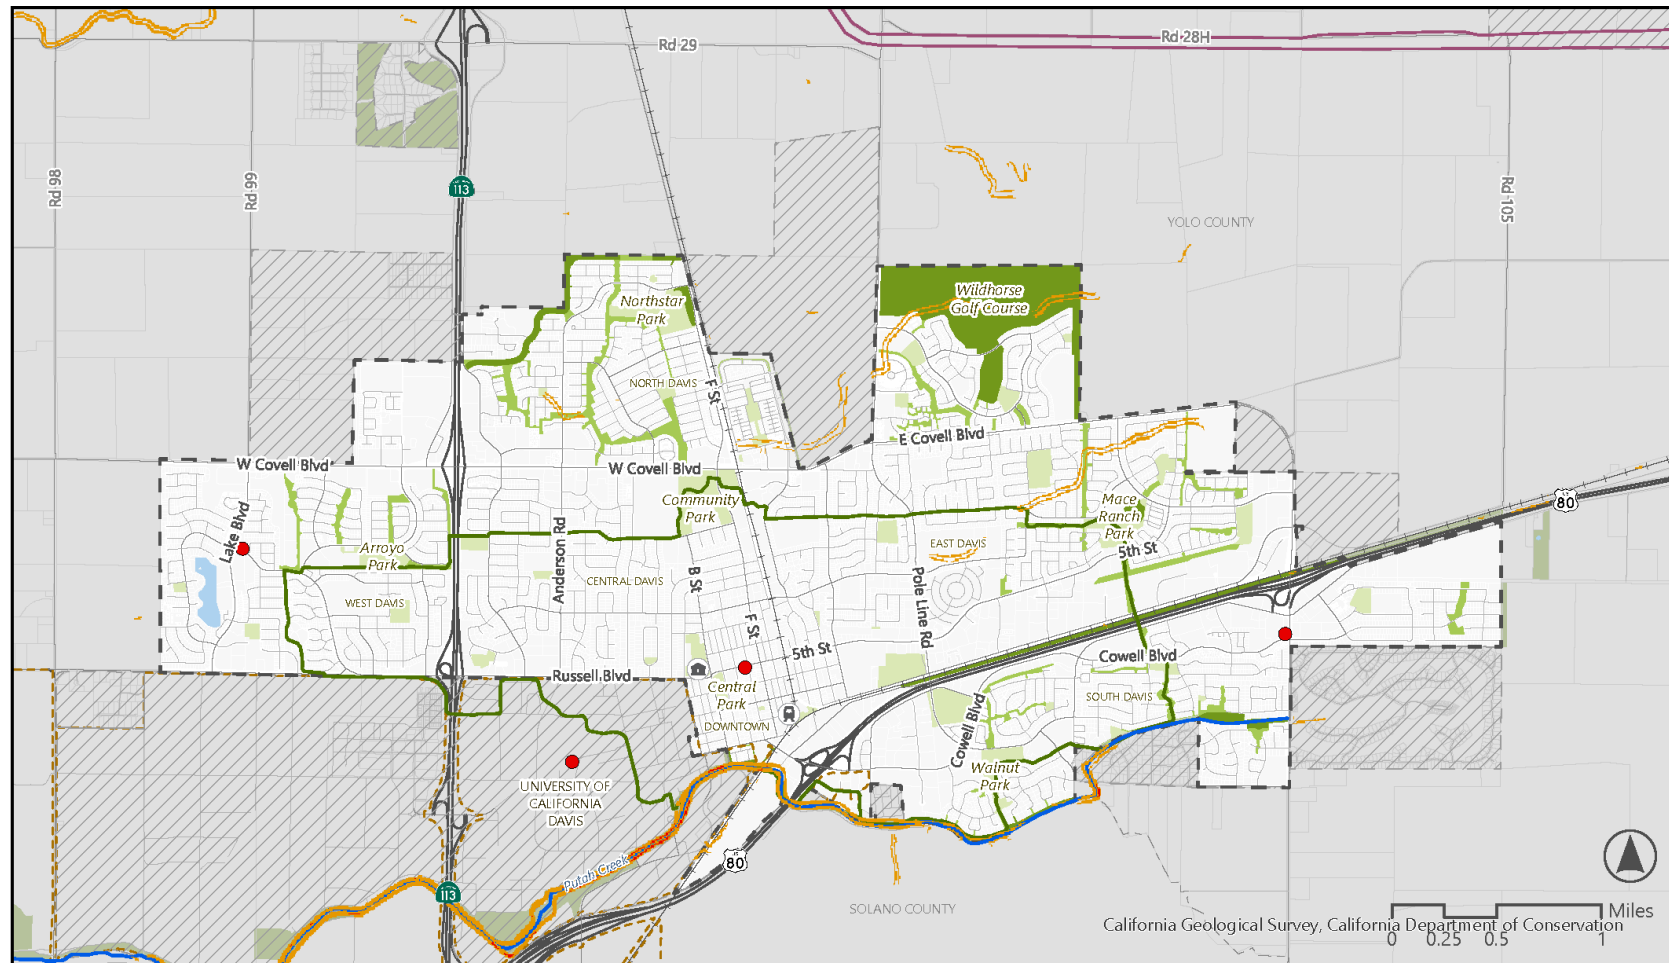 Rd 29
Rd 28H
Rd 98
Rd 99
113
Rd 105
YOLO COUNTY
Wildhorse
Golf Course
Northstar
Park
NORTH DAVIS
F St
E Covell Blvd
W Covell Blvd
W Covell Blvd
Community
Park
Mace
Ranch
Park
80
Lake Blvd
Arroyo
Park
Anderson Rd
EAST DAVIS
5th St
CENTRAL DAVIS
B St
Pole Line Rd
WEST DAVIS
F St
5th St
Cowell Blvd
Russell Blvd
Central
Park
SOUTH DAVIS
DOWNTOWN
Cowell Blvd
Walnut
Park
UNIVERSITY OF
CALIFORNIA
DAVIS
80
Putah Creek
113
SOLANO COUNTY
Miles
California Geological Survey, California Department of Conservation
0 0.25 0.5 1